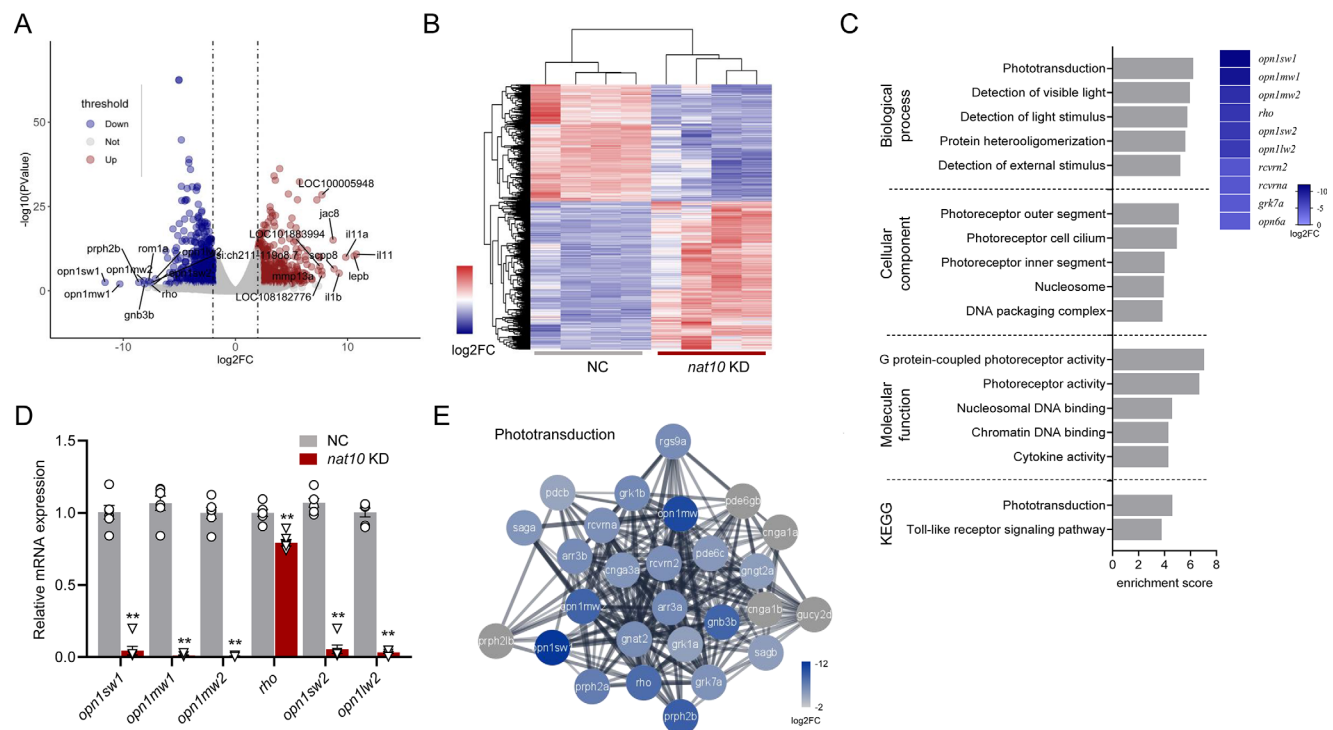 A
50
25
0
-log10(PValue)
threshold
Down
Not
Up
LOC100005948
jac8
LOC101883994
il11a
scpp8
il11
mmp13a
lepb
LOC108182776
il1b
prph2b
rom1a
si:ch211-119o8.7
opn1sw1
opn1mw2
opn1mw1
rho
gnb3b
-10
0
10
log2FC
B
log2FC
NC
nat10 KD
C
Biological process
Phototransduction
Detection of visible light
Detection of light stimulus
Protein heterooligomerization
Detection of external stimulus
Cellular component
Photoreceptor outer segment
Photoreceptor cell cilium
Photoreceptor inner segment
Nucleosome
DNA packaging complex
Molecular function
G protein-coupled photoreceptor activity
Photoreceptor activity
Nucleosomal DNA binding
Chromatin DNA binding
Cytokine activity
KEGG
Phototransduction
Toll-like receptor signaling pathway
0 2 4 6 8
enrichment score
opn1sw1
opn1mw1
opn1mw2
rho
opn1sw2
opn1lw2
rcvrn2
rcvrna
grk7a
opn6a
-10
-5
0
log2FC
D
NC
nat10 KD
Relative mRNA expression
1.5
1.0
0.5
0.0
** ** ** ** ** **
opn1sw1
opn1mw1
opn1mw2
rho
opn1sw2
opn1lw2
E
Phototransduction
rgs9a
pdcb
grk1b
pde6gb
saga
rcvrna
opn1mw
cnga1a
arr3b
cnga3a
rcvrn2
pde6c
gngt2a
opn1mw
arr3a
gnb3b
cnga1b
gucy2d
prph2lb
opn1sw1
gnat2
grk1a
sagb
prph2a
rho
grk7a
prph2b
-12
-2
log2FC